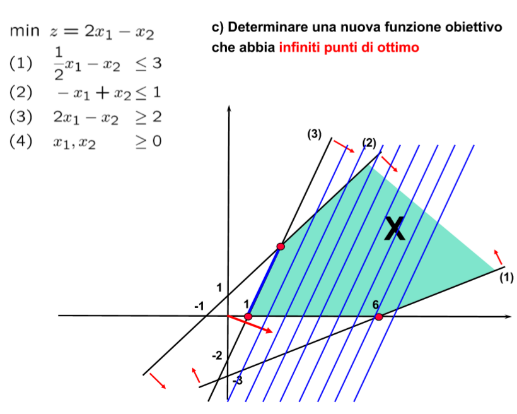 min z = 2x₁ − x₂
(1) 1/2 x₁ − x₂ ≤ 3
(2) − x₁ + x₂ ≤ 1
(3) 2x₁ − x₂ ≥ 2
(4) x₁, x₂ ≥ 0
c) Determinare una nuova funzione obiettivo
che abbia infiniti punti di ottimo
(3)
(2)
X
(1)
1
-1
1
6
-2
-3